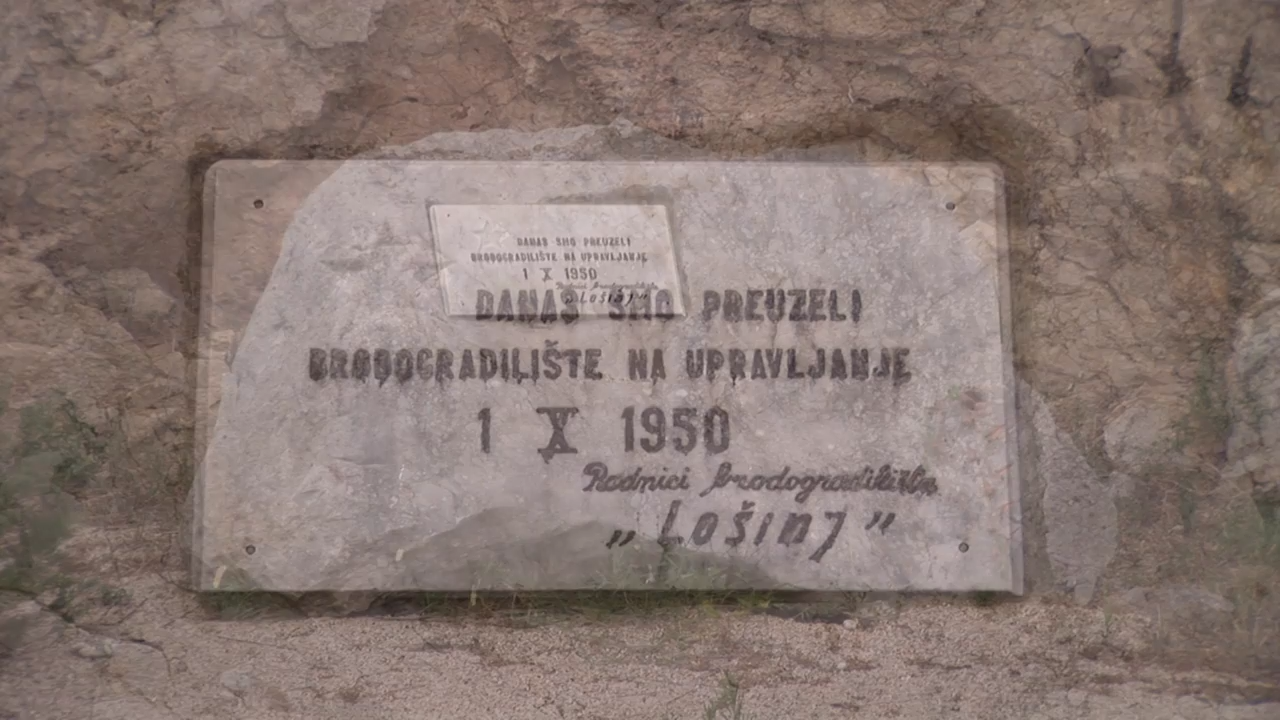 DANAS SMO PREUZELI
BRODOGRADILIŠTE NA UPRAVLJANJE
1 X 1950
DANAS SMO PREUZELI
BRODOGRADILIŠTE NA UPRAVLJANJE
1 X 1950
Radnici brodogradilišta
„Lošinj"